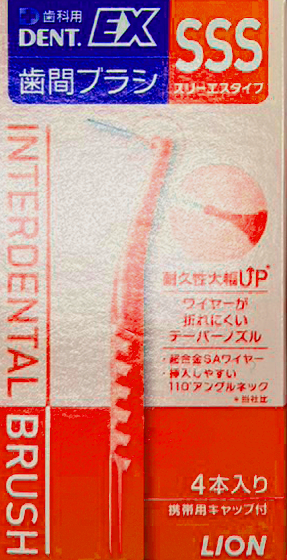 歯科用
DENT. EX
歯間ブラシ
SSS
スリーエスタイプ
INTERDENTAL BRUSH
耐久性大幅UP*
ワイヤーが
折れにくい
テーパーノズル
・超合金SAワイヤー
・挿入しやすい
110°アングルネック
*当社比
4本入り
携帯用キャップ付
LION